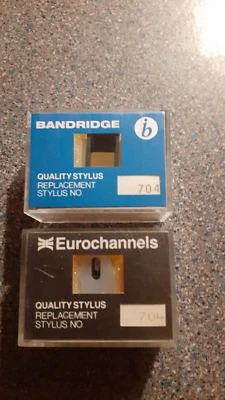 BANDRIDGE
b
QUALITY STYLUS
REPLACEMENT
STYLUS NO. 704
Eurochannels
QUALITY STYLUS
REPLACEMENT
STYLUS NO. 704